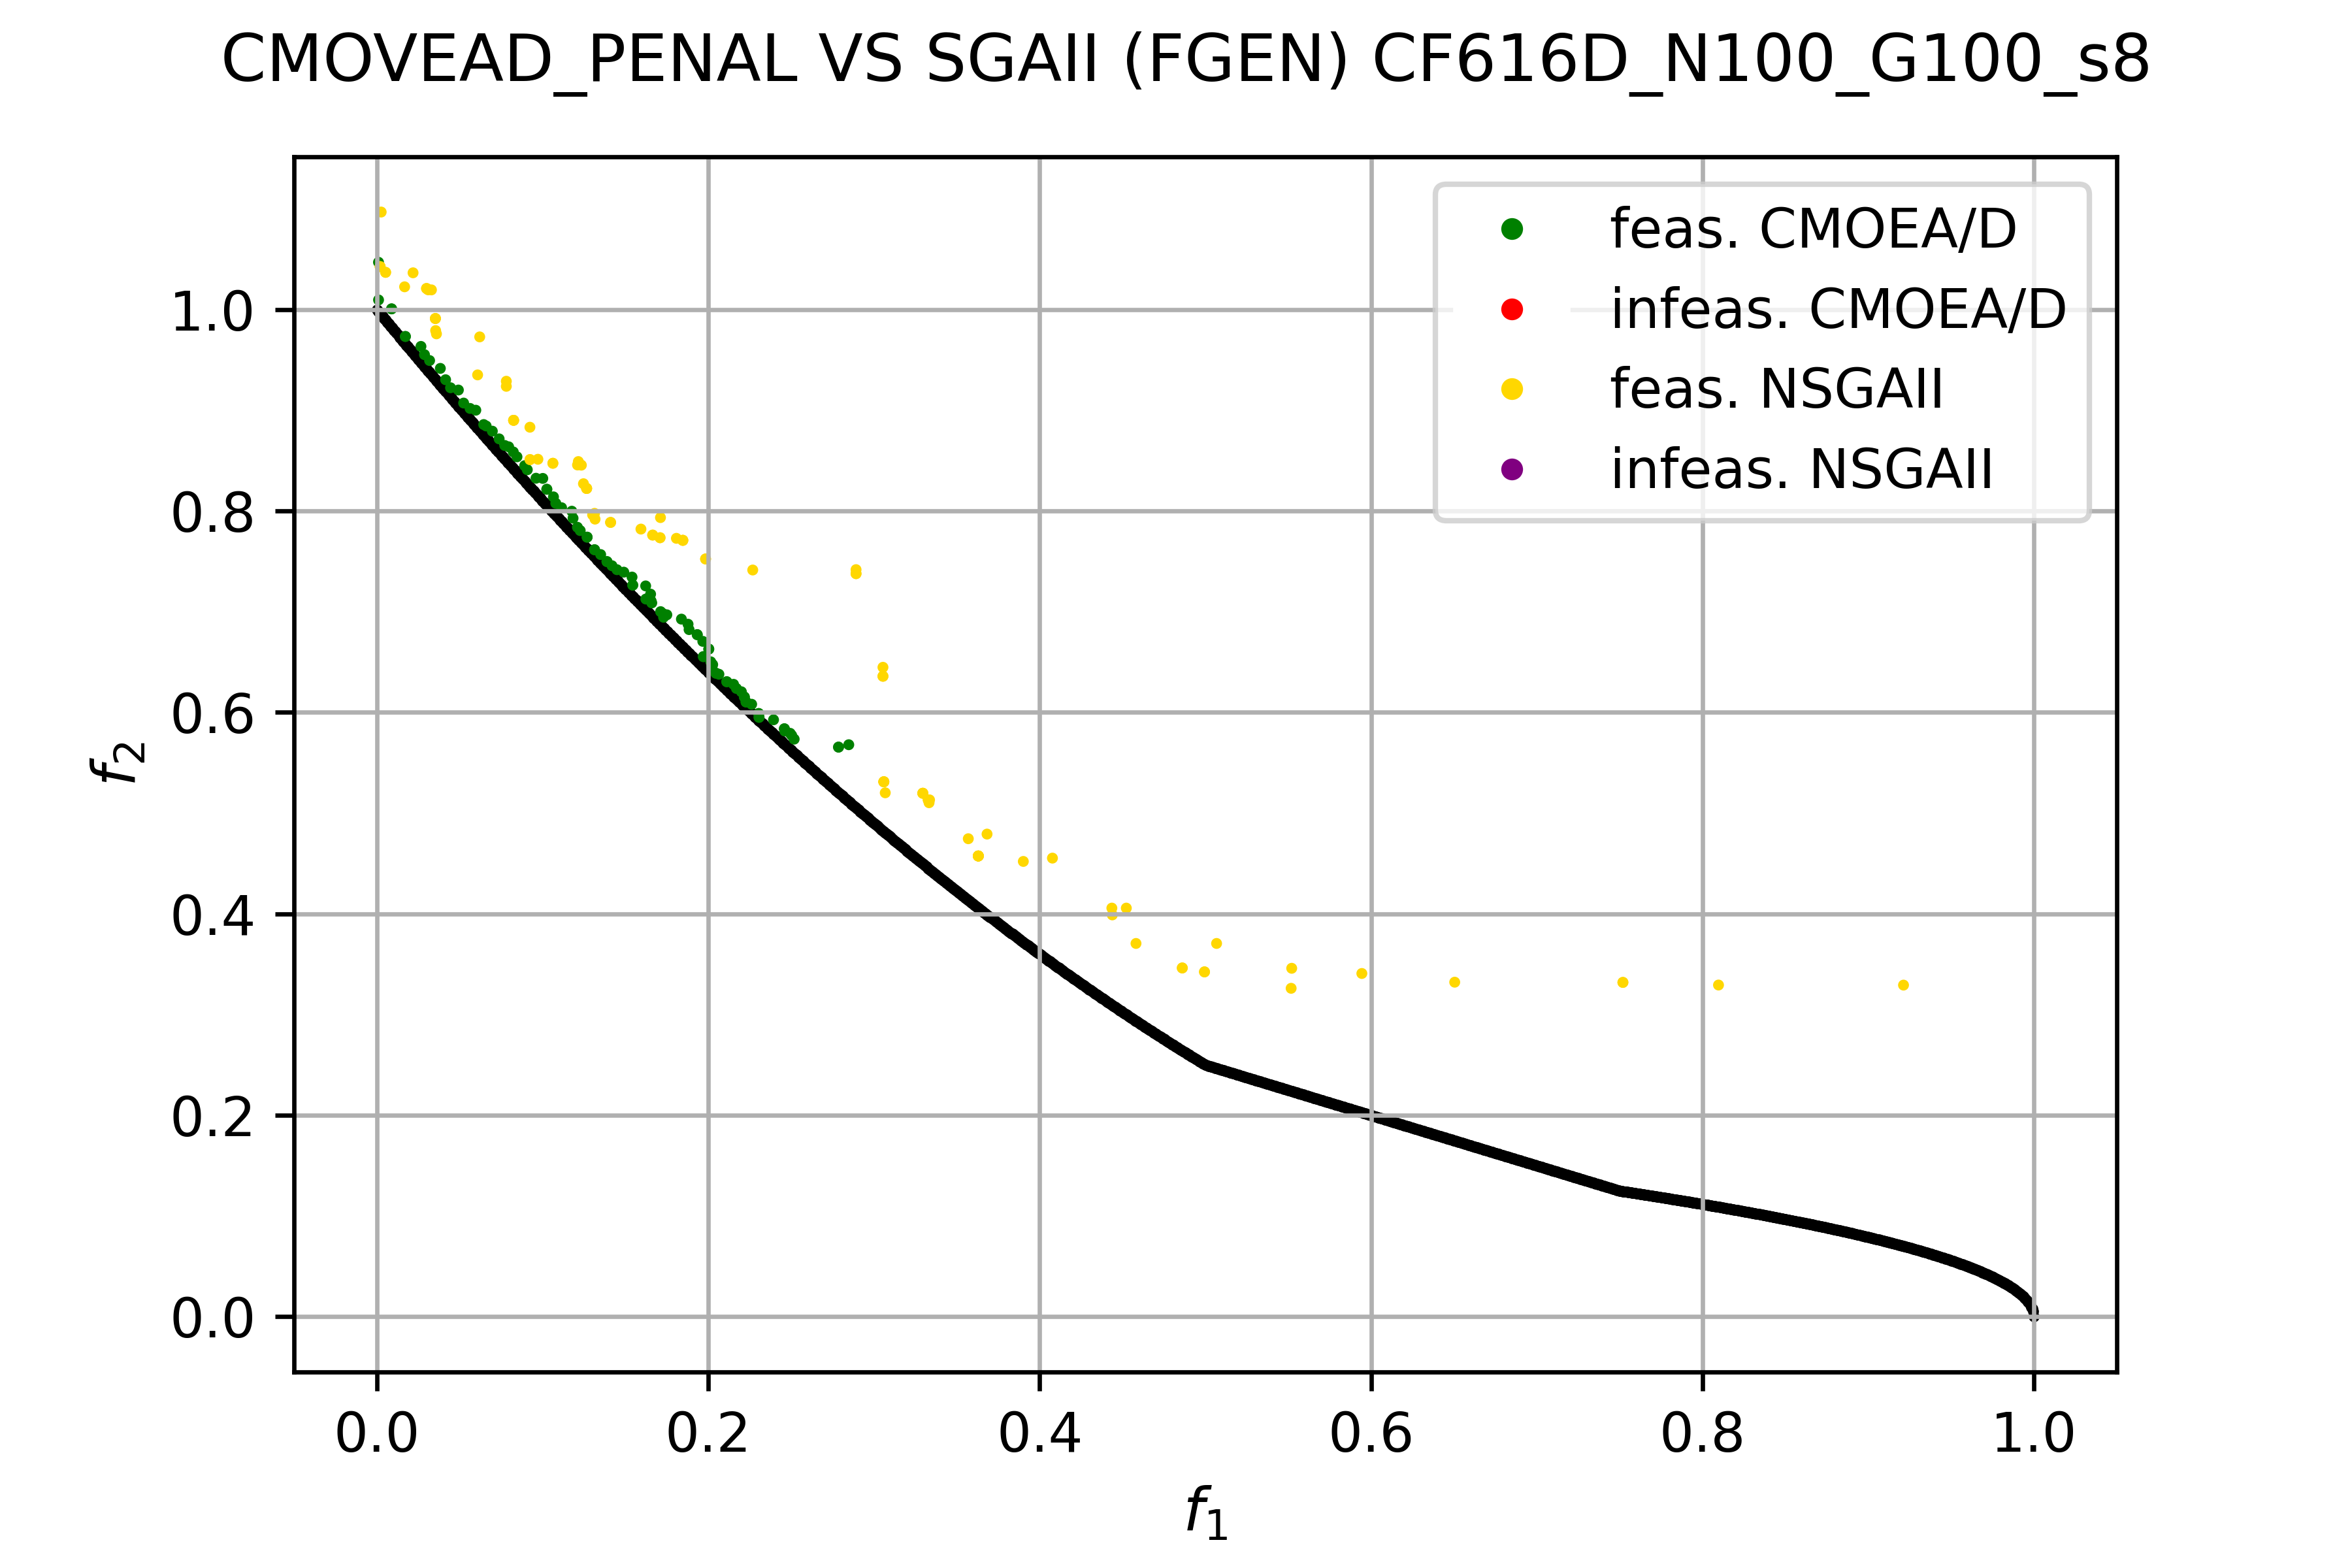 CMOVEAD_PENAL VS SGAII (FGEN) CF616D_N100_G100_s8
feas. CMOEA/D
infeas. CMOEA/D
feas. NSGAII
infeas. NSGAII
1.0
0.8
0.6
0.4
0.2
0.0
f₂
0.0 0.2 0.4 0.6 0.8 1.0
f₁